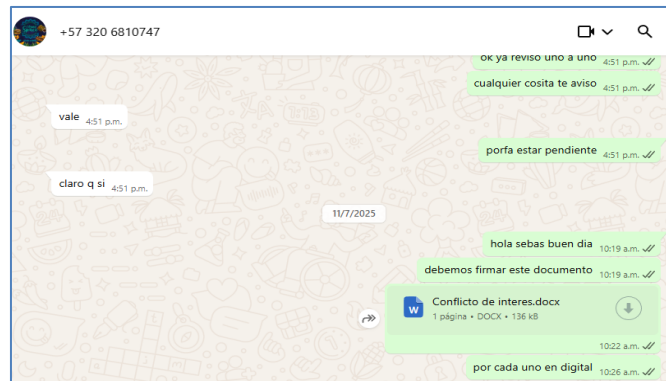 +57 320 6810747
ok ya reviso uno a uno 4:51 p.m.
cualquier cosita te aviso 4:51 p.m.
vale 4:51 p.m.
porfa estar pendiente 4:51 p.m.
claro q si 4:51 p.m.
11/7/2025
hola sebas buen dia 10:19 a.m.
debemos firmar este documento 10:19 a.m.
W
Conflicto de interes.docx
1 página • DOCX • 136 kB
10:22 a.m.
por cada uno en digital 10:26 a.m.